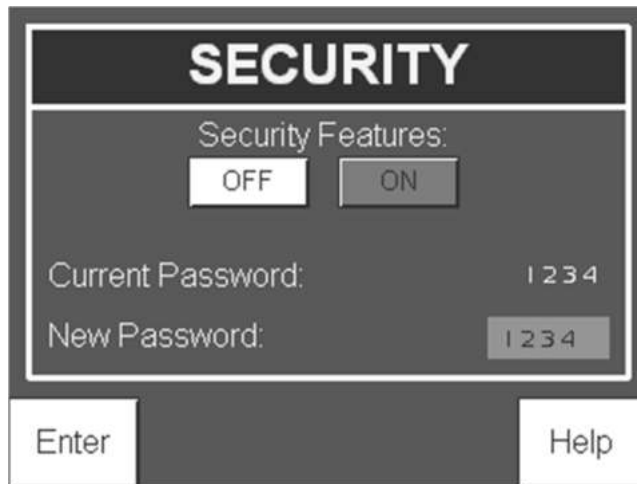 SECURITY
Security Features:
OFF ON
Current Password: 1234
New Password: 1234
Enter Help